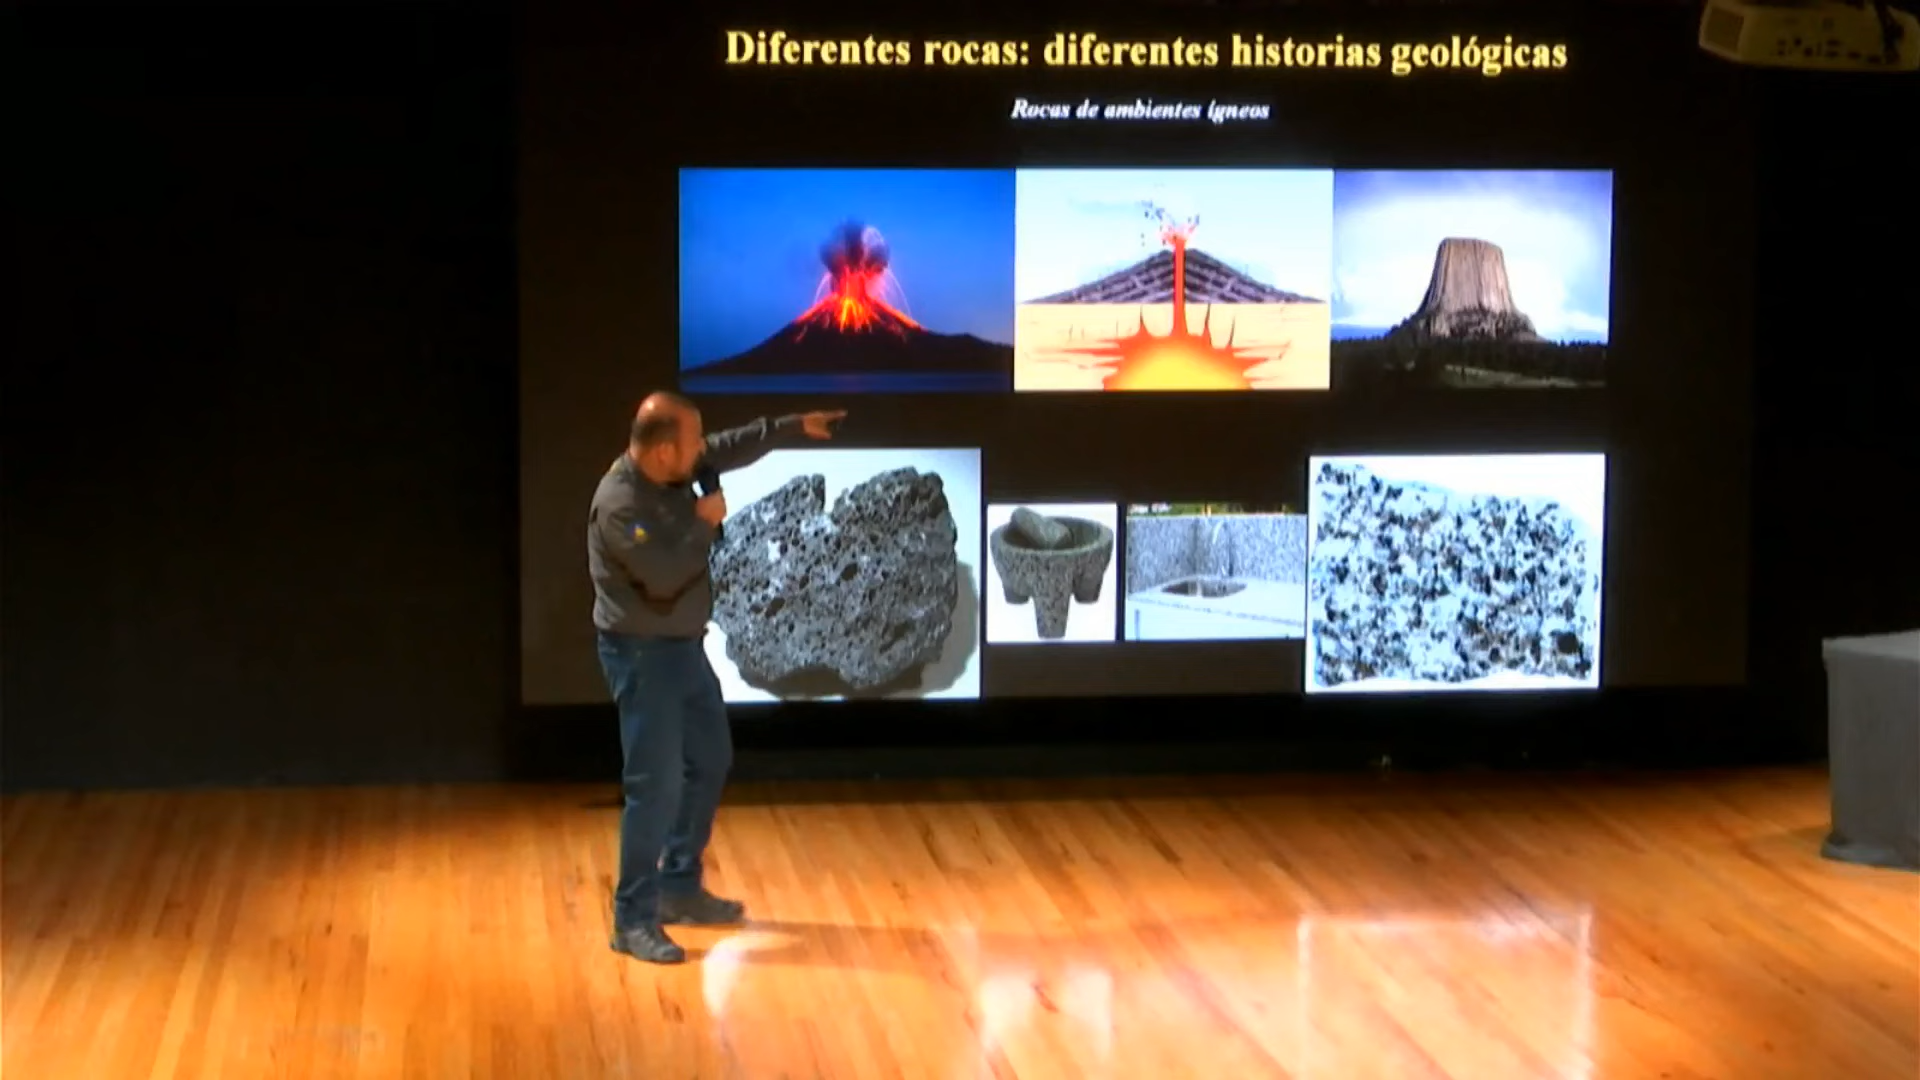 Diferentes rocas: diferentes historias geológicas
Rocas de ambientes ígneos